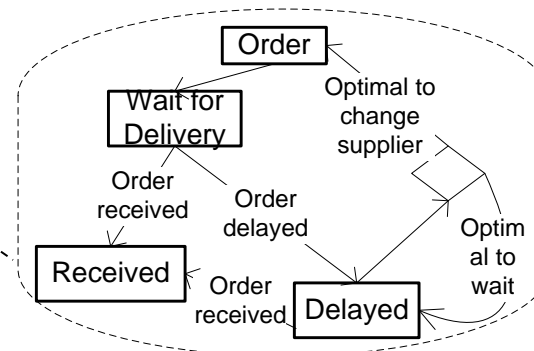 Order
Wait for
Delivery
Optimal to
change
supplier
Order
received
Order
delayed
Optim
al to
wait
Received
Order
received
Delayed